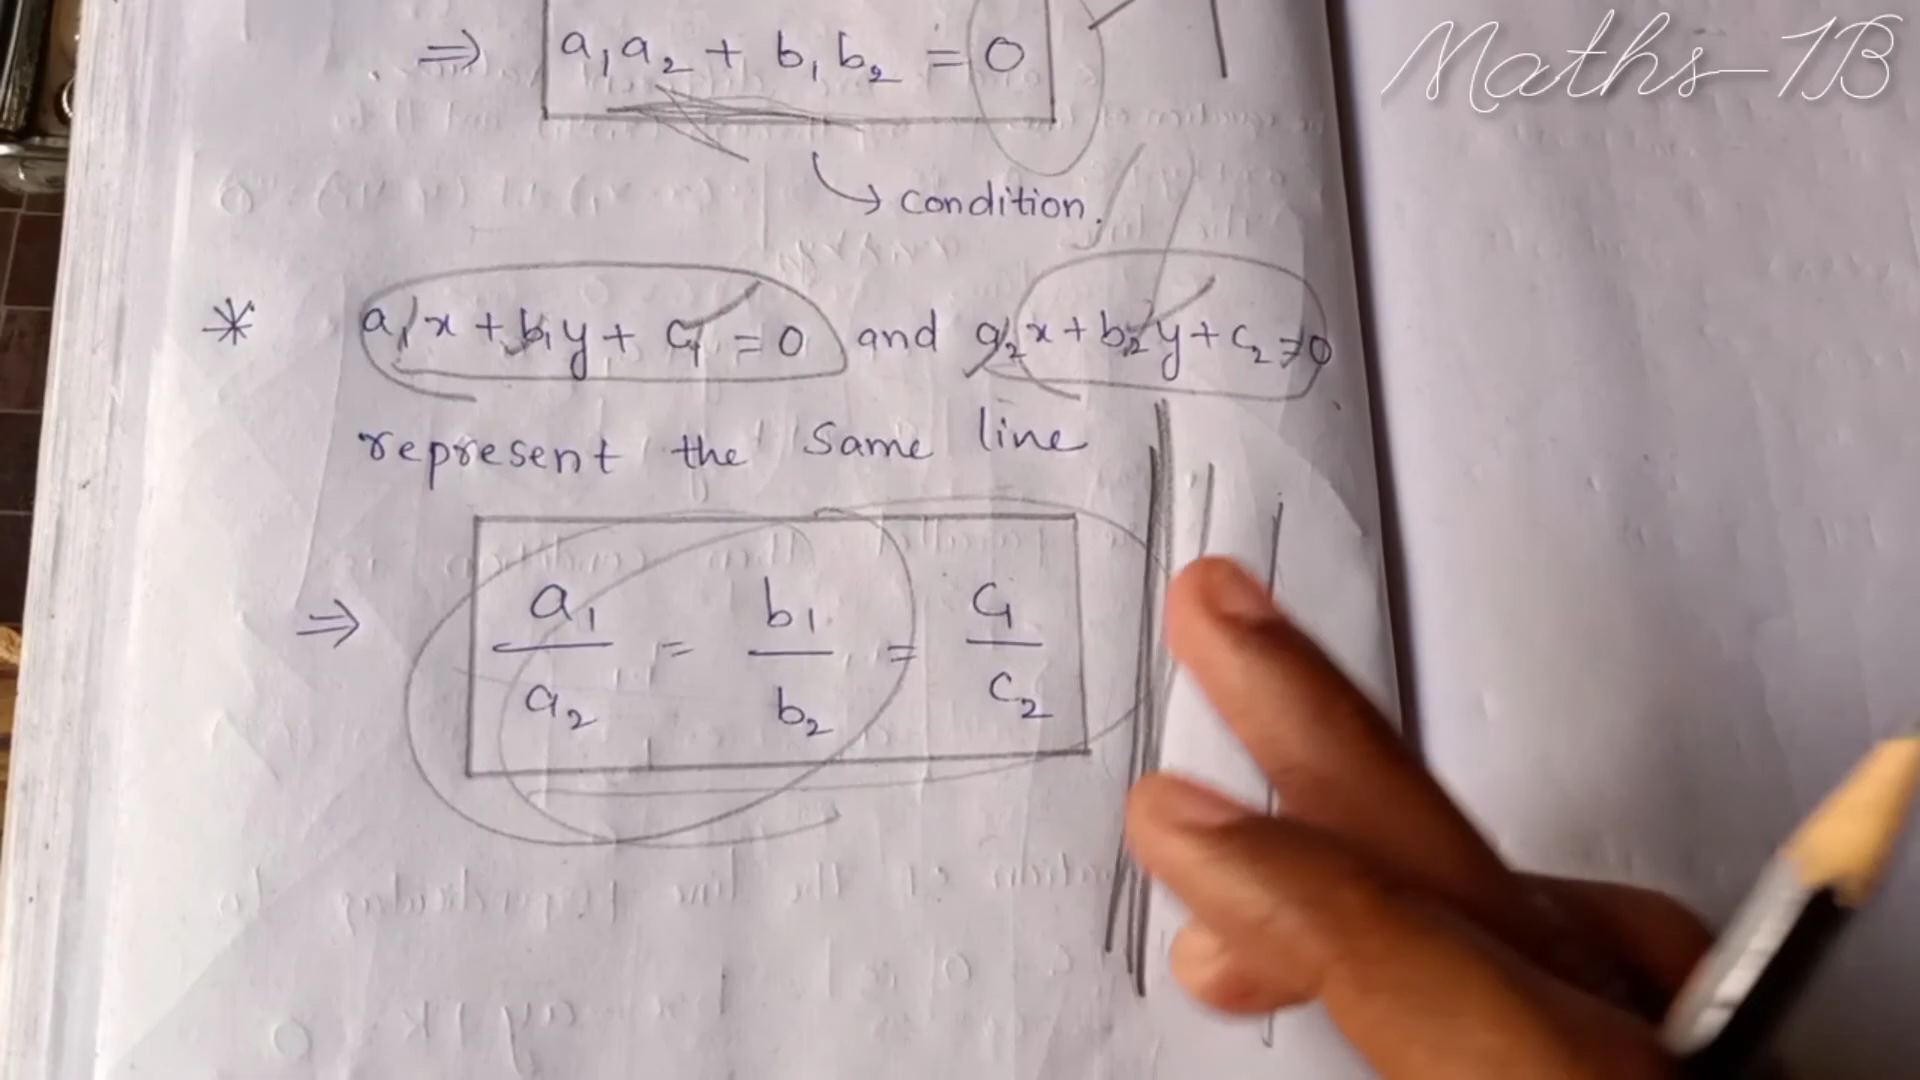 Maths-1B
⇒ a₁a₂ + b₁b₂ = 0
↳ condition.
* a₁x + b₁y + c₁ = 0 and a₂x + b₂y + c₂ = 0
represent the same line
⇒ a₁/a₂ = b₁/b₂ = c₁/c₂